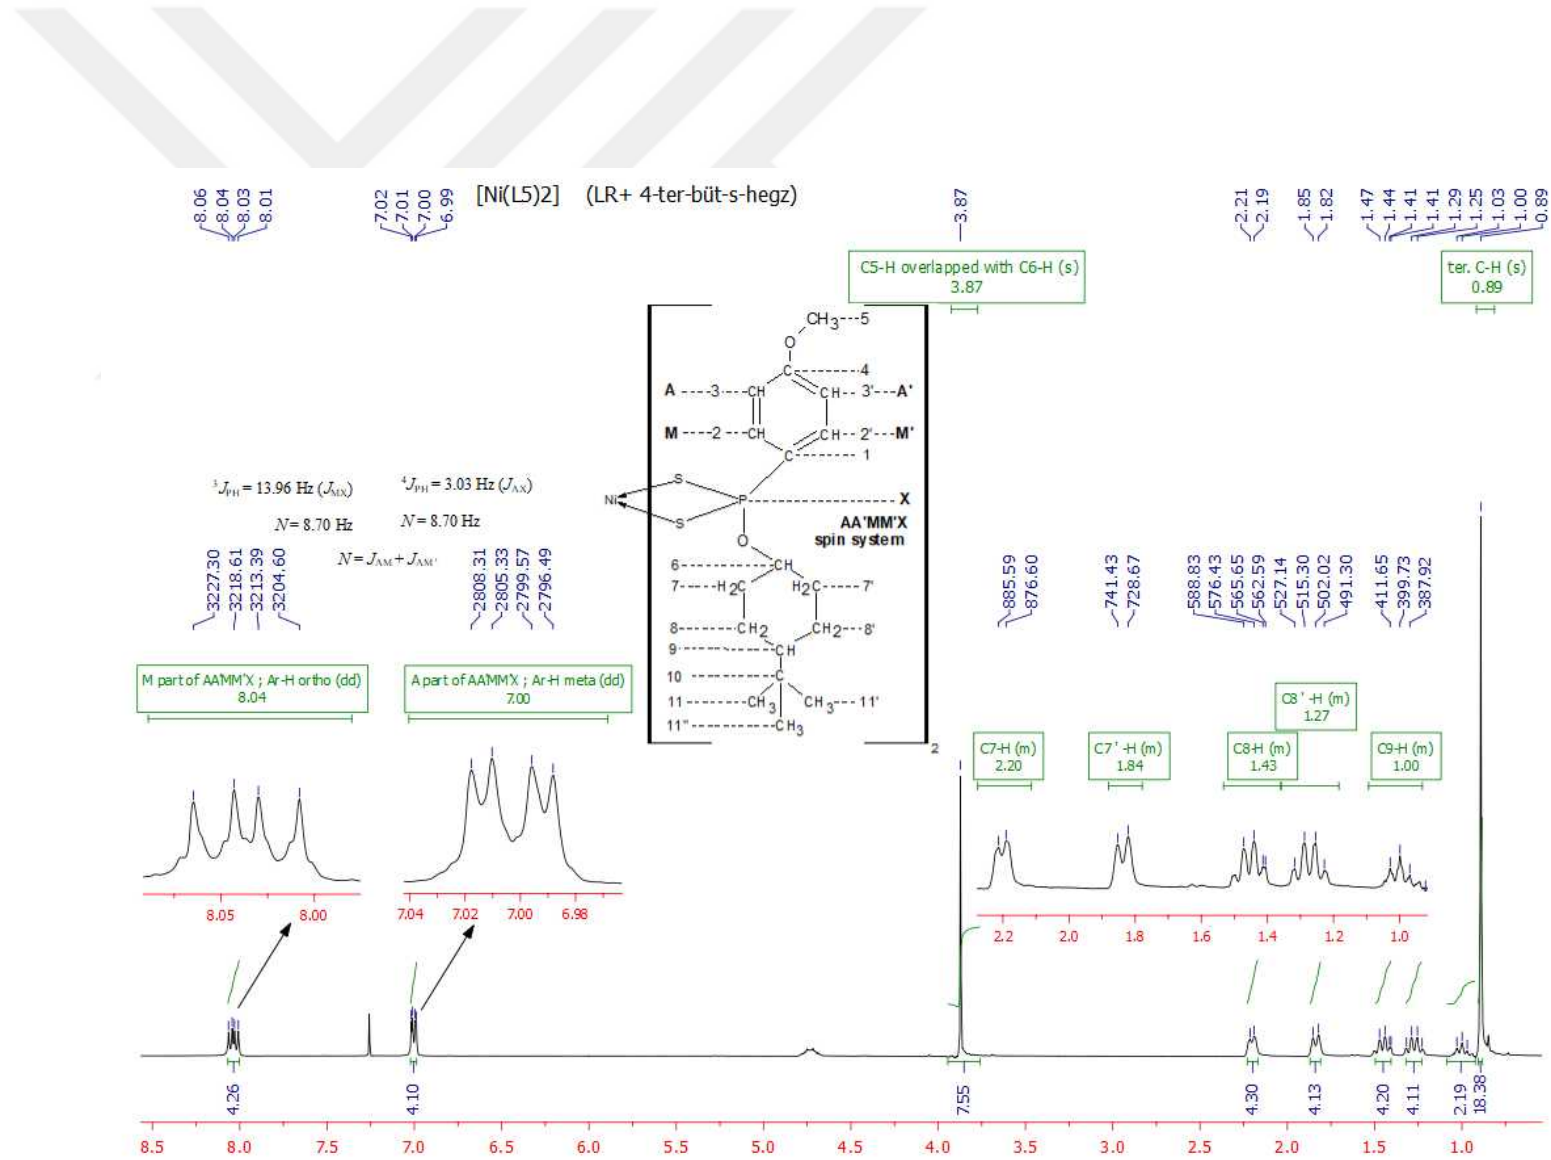 [Ni(L5)2] (LR+ 4-ter-büt-s-hegz)
8.06
8.04
8.03
8.01
7.02
7.01
7.00
6.99
3.87
2.21
2.19
1.85
1.82
1.47
1.44
1.41
1.41
1.29
1.25
1.03
1.00
0.89
C5-H overlapped with C6-H (s)
3.87
ter. C-H (s)
0.89
CH3---5
O
C--------4
A ----3---CH
CH-- 3'---A'
M----2---CH
CH--2'---M'
C------- 1
S
Ni
P---------------X
S
AA'MM'X
spin system
O
6-----------CH
7----H2C
H2C----7'
8------CH2
CH2---8'
9----------CH
10 --------C
11 -----CH3
CH3---11'
11"--------CH3
2
³JPH = 13.96 Hz (JMX)
⁴JPH = 3.03 Hz (JAX)
N = 8.70 Hz
N = 8.70 Hz
N = JAM + JAM'
3227.30
3218.61
3213.39
3204.60
2808.31
2805.33
2799.57
2796.49
885.59
876.60
741.43
728.67
588.83
576.43
565.65
562.59
527.14
515.30
502.02
491.30
411.65
399.73
387.92
M part of AA'MM'X ; Ar-H ortho (dd)
8.04
A part of AA'MM'X ; Ar-H meta (dd)
7.00
C8'-H (m)
1.27
C7-H (m)
2.20
C7'-H (m)
1.84
C8-H (m)
1.43
C9-H (m)
1.00
8.05 8.00
7.04 7.02 7.00 6.98
2.2 2.0 1.8 1.6 1.4 1.2 1.0
4.26
4.10
7.55
4.30
4.13
4.20
4.11
2.19
18.38
8.5 8.0 7.5 7.0 6.5 6.0 5.5 5.0 4.5 4.0 3.5 3.0 2.5 2.0 1.5 1.0